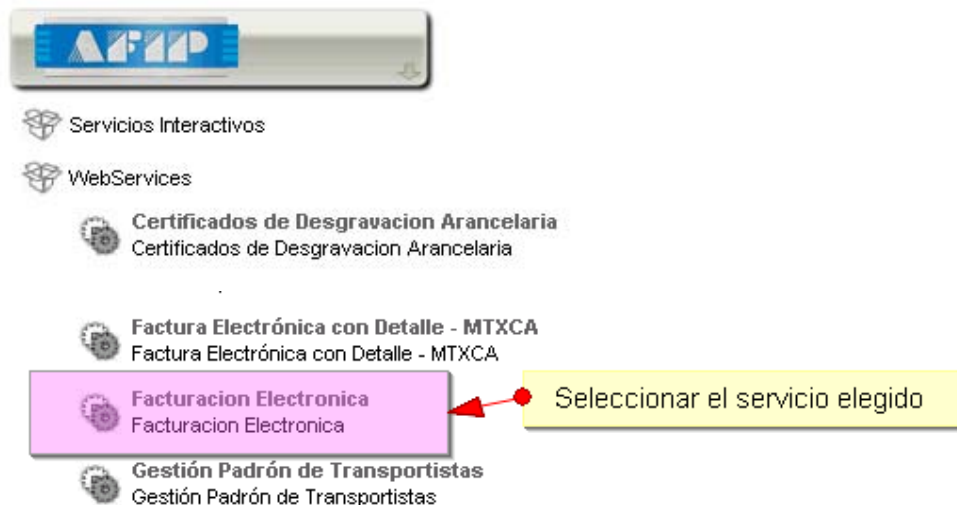 AFIP
Servicios Interactivos
WebServices
Certificados de Desgravacion Arancelaria
Certificados de Desgravacion Arancelaria
.
Factura Electrónica con Detalle - MTXCA
Factura Electrónica con Detalle - MTXCA
Facturacion Electronica
Facturacion Electronica
Seleccionar el servicio elegido
Gestión Padrón de Transportistas
Gestión Padrón de Transportistas